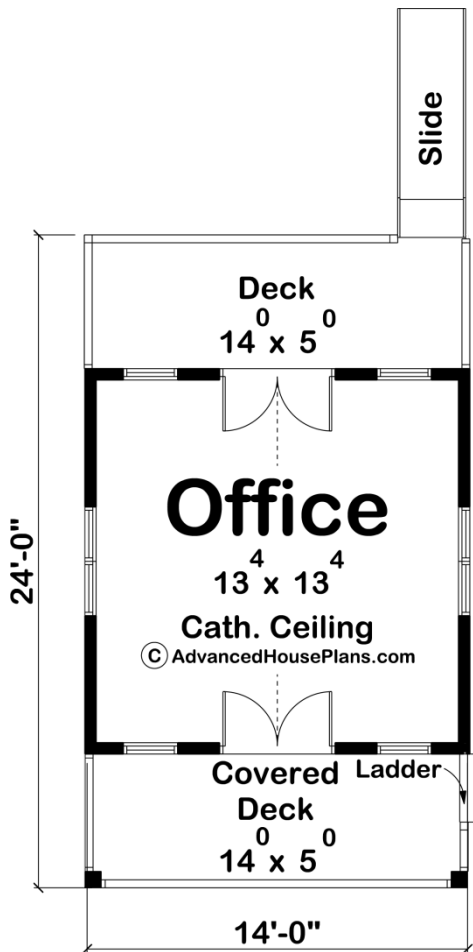 Slide
Deck
14⁰ x 5⁰
Office
13⁴ x 13⁴
Cath. Ceiling
© AdvancedHousePlans.com
24'-0"
Covered Ladder
Deck
14⁰ x 5⁰
14'-0"